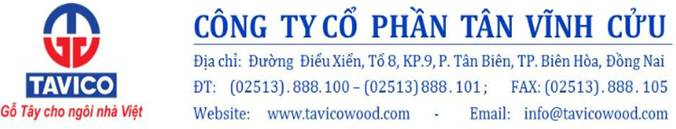 CÔNG TY CỔ PHẦN TÂN VĨNH CỬU
Địa chỉ: Đường Điểu Xiển, Tổ 8, KP.9, P. Tân Biên, TP. Biên Hòa, Đồng Nai
ĐT: (02513).888.100 – (02513) 888.101; FAX: (02513).888.105
Website: www.tavicowood.com - Email: info@tavicowood.com
TAVICO
Gỗ Tây cho ngôi nhà Việt